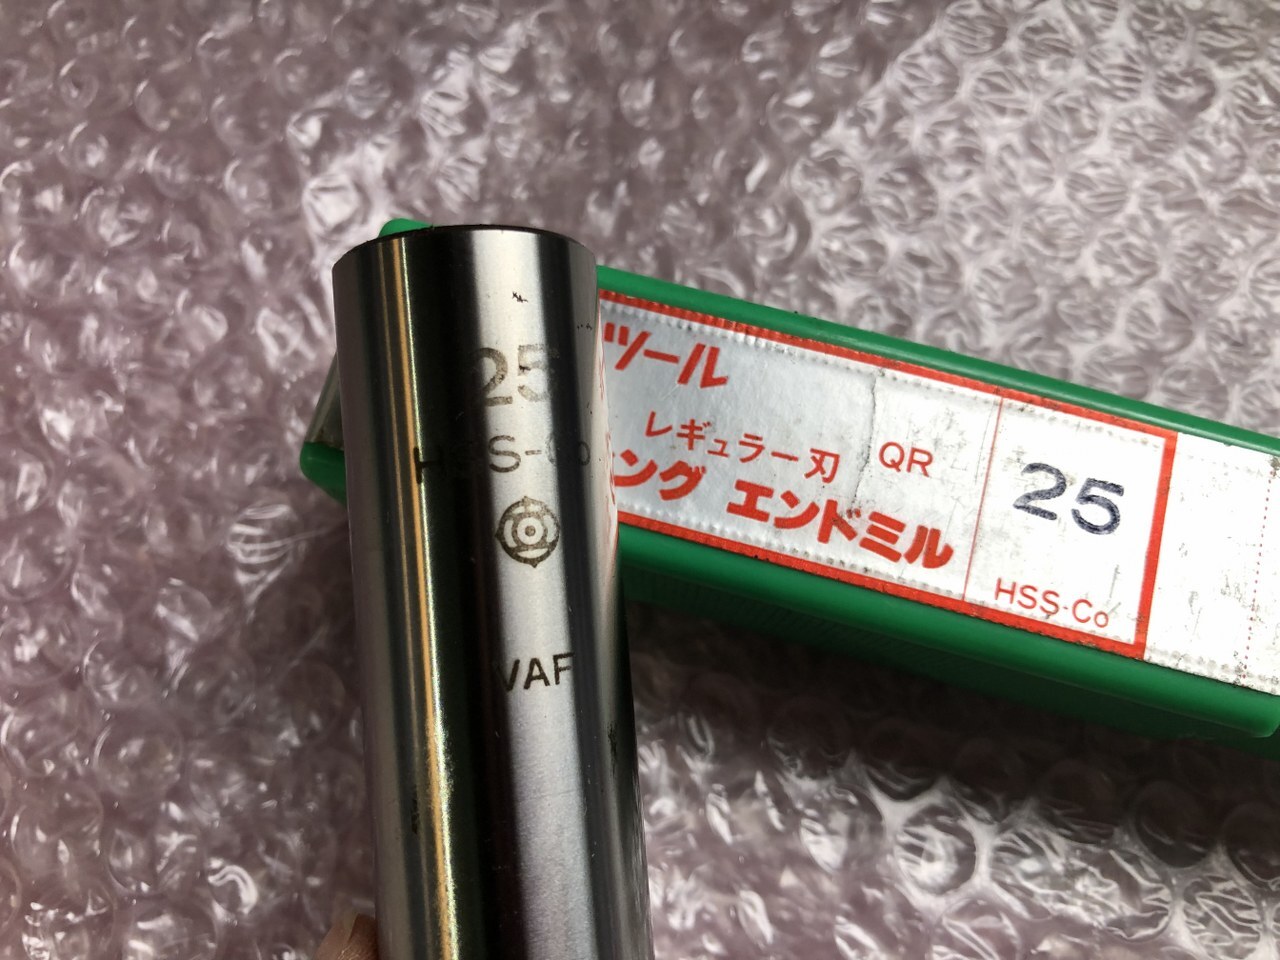 25
HSS-Co
VAF
ツール
レギュラー刃 QR
ング エンドミル
25
HSS-Co